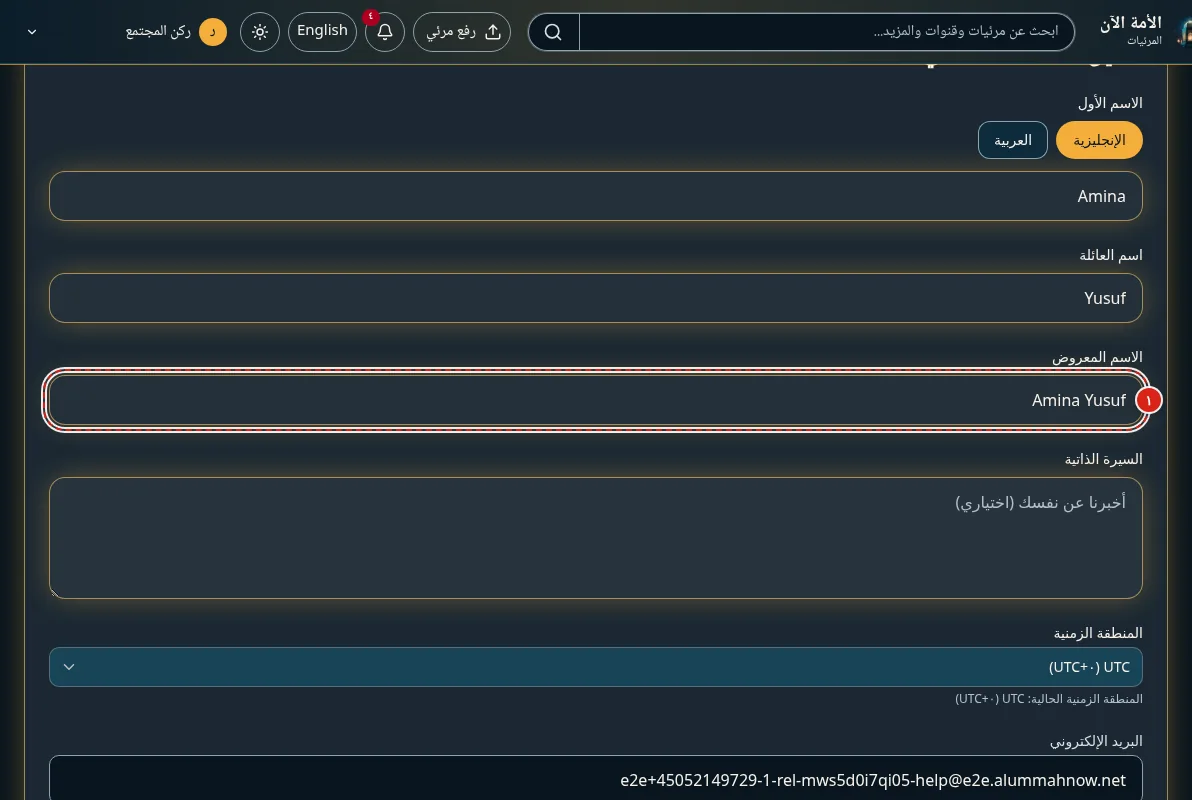 الأمة الآن
المرئيات
ابحث عن مرئيات وقنوات والمزيد...
رفع مرئي
٤
English
ر
ركن المجتمع
الاسم الأول
الإنجليزية
العربية
Amina
اسم العائلة
Yusuf
الاسم المعروض
Amina Yusuf
١
السيرة الذاتية
أخبرنا عن نفسك (اختياري)
المنطقة الزمنية
UTC (UTC+٠)
المنطقة الزمنية الحالية: UTC (UTC+٠)
البريد الإلكتروني
e2e+45052149729-1-rel-mws5d0i7qi05-help@e2e.alummahnow.net